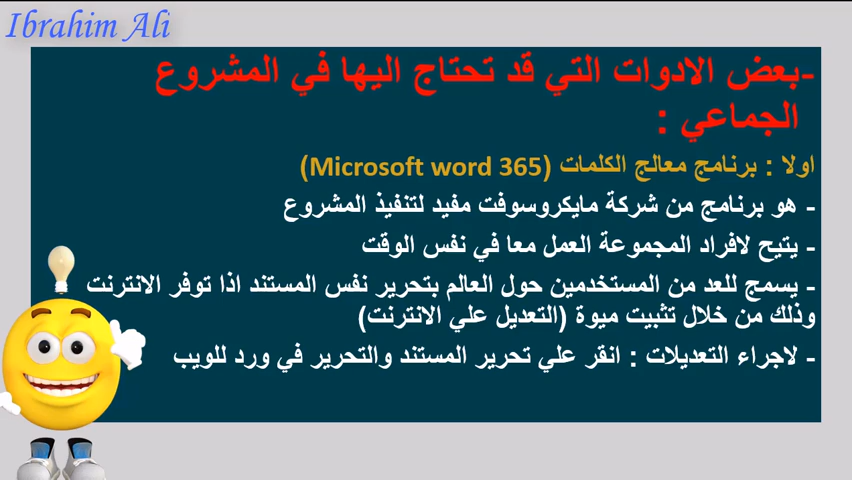 Ibrahim Ali
-بعض الادوات التي قد تحتاج اليها في المشروع
الجماعي :
اولا : برنامج معالج الكلمات (Microsoft word 365)
- هو برنامج من شركة مايكروسوفت مفيد لتنفيذ المشروع
- يتيح لافراد المجموعة العمل معا في نفس الوقت
- يسمج للعد من المستخدمين حول العالم بتحرير نفس المستند اذا توفر الانترنت
وذلك من خلال تثبيت ميوة (التعديل علي الانترنت)
- لاجراء التعديلات : انقر علي تحرير المستند والتحرير في ورد للويب